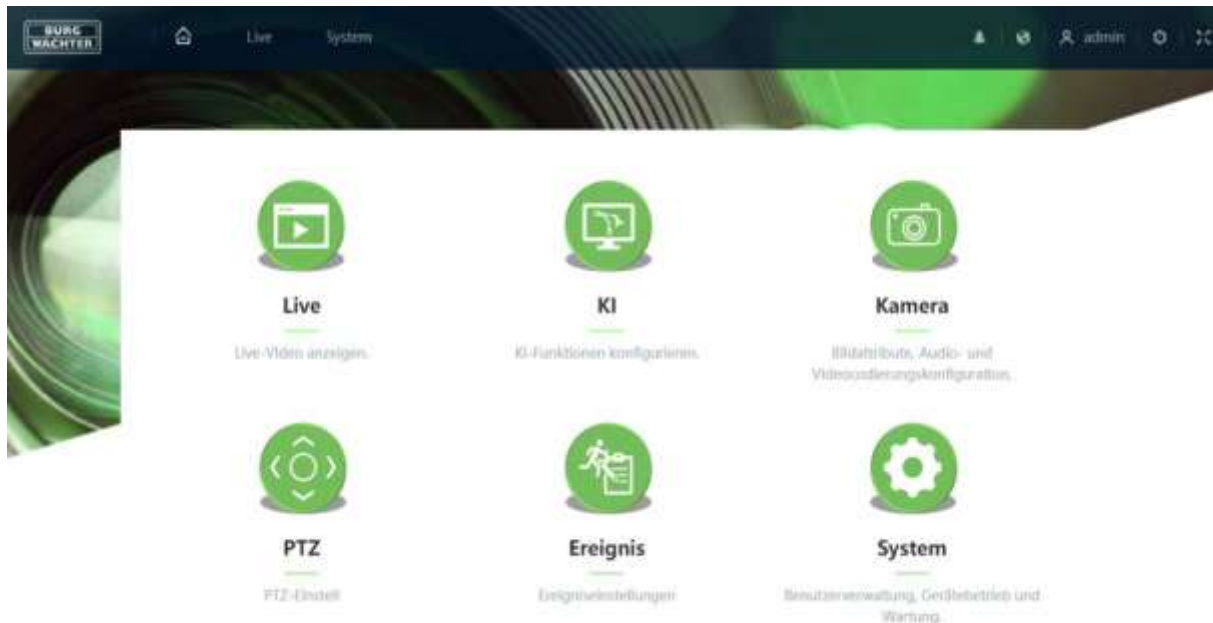 BURG
WÄCHTER
Live
System
admin
Live
KI
Kamera
Live-Video anzeigen.
KI-Funktionen konfigurieren.
Bildattribute, Audio- und
Videocodierungskonfiguration.
PTZ
Ereignis
System
PTZ-Einstell
Ereigniseinstellungen
Benutzerverwaltung, Gerätebetrieb und
Wartung.